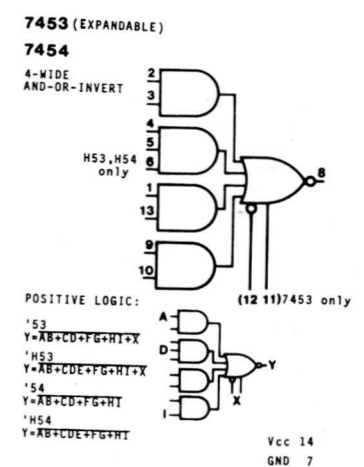 7453 (EXPANDABLE)
7454
4-WIDE
AND-OR-INVERT
2
3
4
5
6
H53,H54
only
1
13
9
10
8
(12 11)7453 only
POSITIVE LOGIC:
'53
Y=AB+CD+FG+HI+X
'H53
Y=AB+CDE+FG+HI+X
'54
Y=AB+CD+FG+HI
'H54
Y=AB+CDE+FG+HI
A
D
I
Y
X
Vcc 14
GND 7